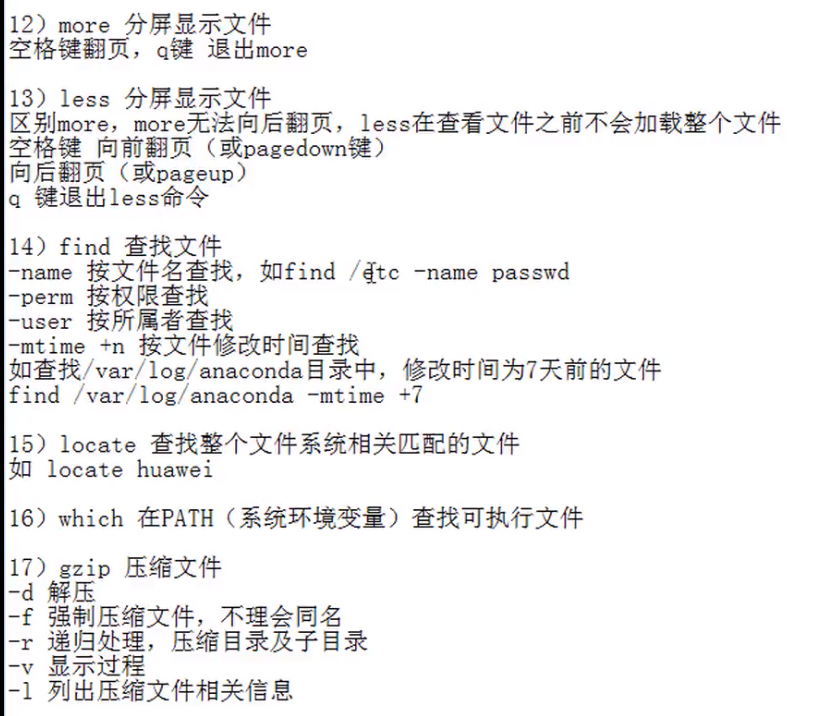 12）more 分屏显示文件
空格键翻页，q键 退出more
13）less 分屏显示文件
区别more，more无法向后翻页，less在查看文件之前不会加载整个文件
空格键 向前翻页（或pagedown键）
向后翻页（或pageup）
q 键退出less命令
14）find 查找文件
-name 按文件名查找，如find /etc -name passwd
-perm 按权限查找
-user 按所属者查找
-mtime +n 按文件修改时间查找
如查找/var/log/anaconda目录中，修改时间为7天前的文件
find /var/log/anaconda -mtime +7
15）locate 查找整个文件系统相关匹配的文件
如 locate huawei
16）which 在PATH（系统环境变量）查找可执行文件
17）gzip 压缩文件
-d 解压
-f 强制压缩文件，不理会同名
-r 递归处理，压缩目录及子目录
-v 显示过程
-l 列出压缩文件相关信息